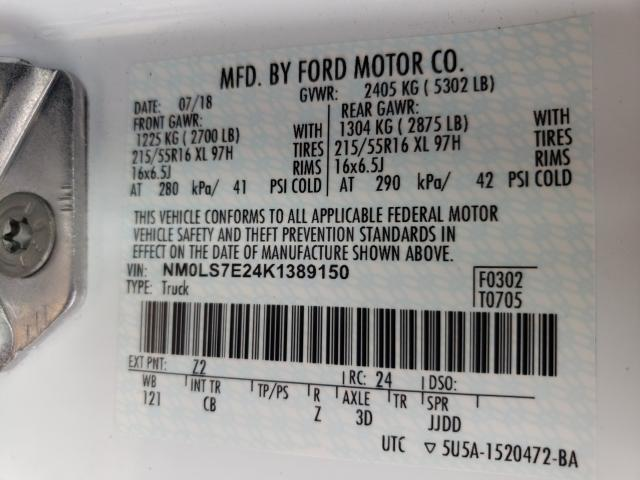 MFD. BY FORD MOTOR CO.
DATE: 07/18 GVWR: 2405 KG ( 5302 LB)
FRONT GAWR: REAR GAWR:
1225 KG ( 2700 LB) WITH 1304 KG ( 2875 LB) WITH
215/55R16 XL 97H TIRES 215/55R16 XL 97H TIRES
16x6.5J RIMS 16x6.5J RIMS
AT 280 kPa/ 41 PSI COLD AT 290 kPa/ 42 PSI COLD
THIS VEHICLE CONFORMS TO ALL APPLICABLE FEDERAL MOTOR
VEHICLE SAFETY AND THEFT PREVENTION STANDARDS IN
EFFECT ON THE DATE OF MANUFACTURE SHOWN ABOVE.
VIN: NM0LS7E24K1389150 F0302
TYPE: Truck T0705
EXT PNT: Z2 RC: 24 DSO:
WB INT TR TP/PS R AXLE TR SPR
121 CB Z 3D JJDD
UTC ▽ 5U5A-1520472-BA